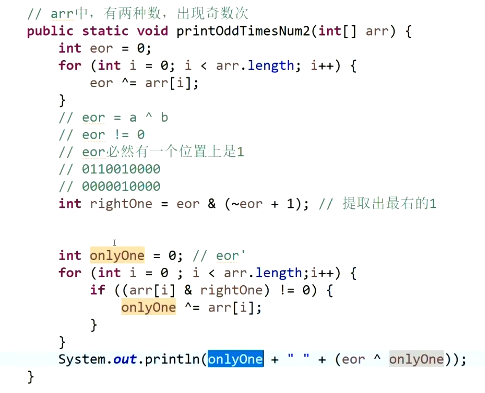 // arr中，有两种数，出现奇数次
public static void printOddTimesNum2(int[] arr) {
int eor = 0;
for (int i = 0; i < arr.length; i++) {
eor ^= arr[i];
}
// eor = a ^ b
// eor != 0
// eor必然有一个位置上是1
// 0110010000
// 0000010000
int rightOne = eor & (~eor + 1); // 提取出最右的1
int onlyOne = 0; // eor'
for (int i = 0 ; i < arr.length;i++) {
if ((arr[i] & rightOne) != 0) {
onlyOne ^= arr[i];
}
}
System.out.println(onlyOne + " " + (eor ^ onlyOne));
}